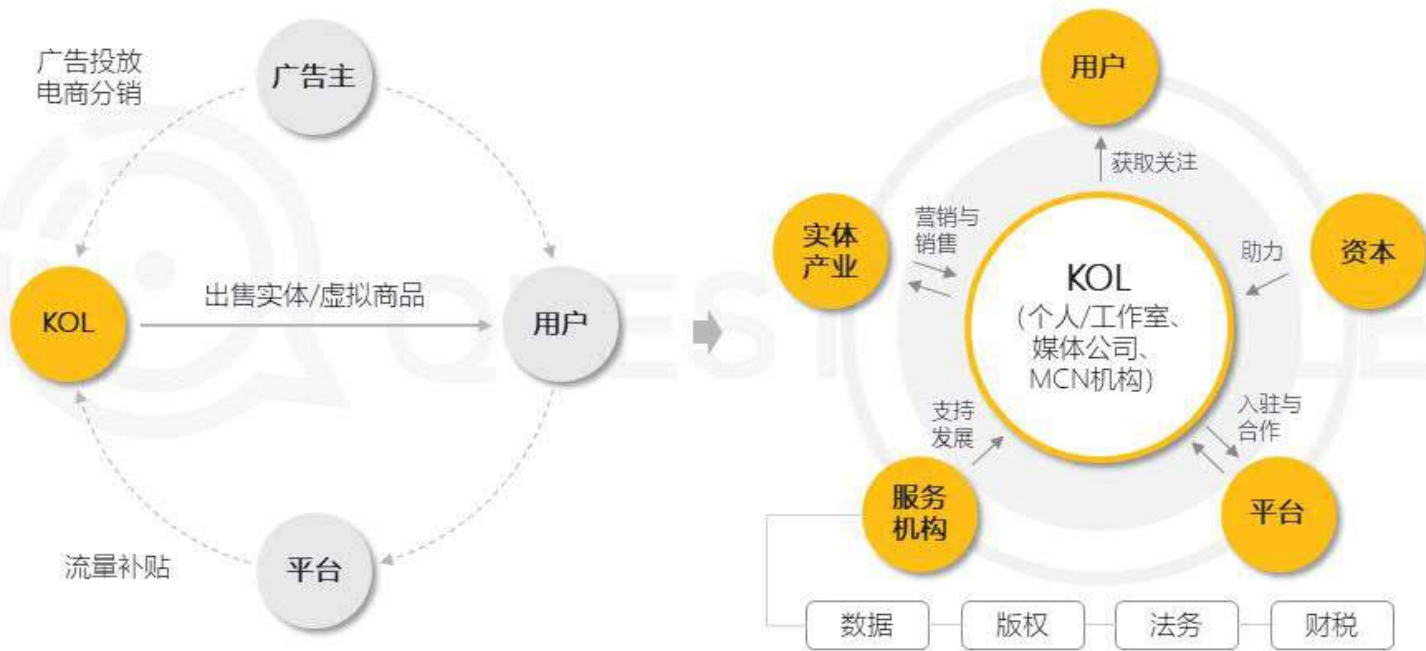 广告投放
电商分销
广告主
KOL
出售实体/虚拟商品
用户
流量补贴
平台
用户
获取关注
实体
产业
营销与
销售
KOL
(个人/工作室、
媒体公司、
MCN机构)
助力
资本
支持
发展
入驻与
合作
服务
机构
平台
数据
版权
法务
财税
QUEST
LE